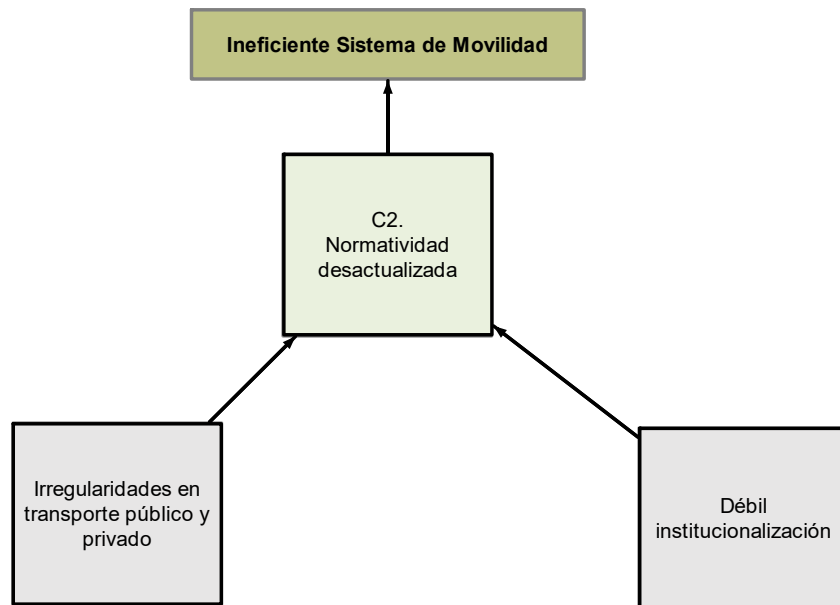 Ineficiente Sistema de Movilidad
C2.
Normatividad
desactualizada
Irregularidades en
transporte público y
privado
Débil
institucionalización